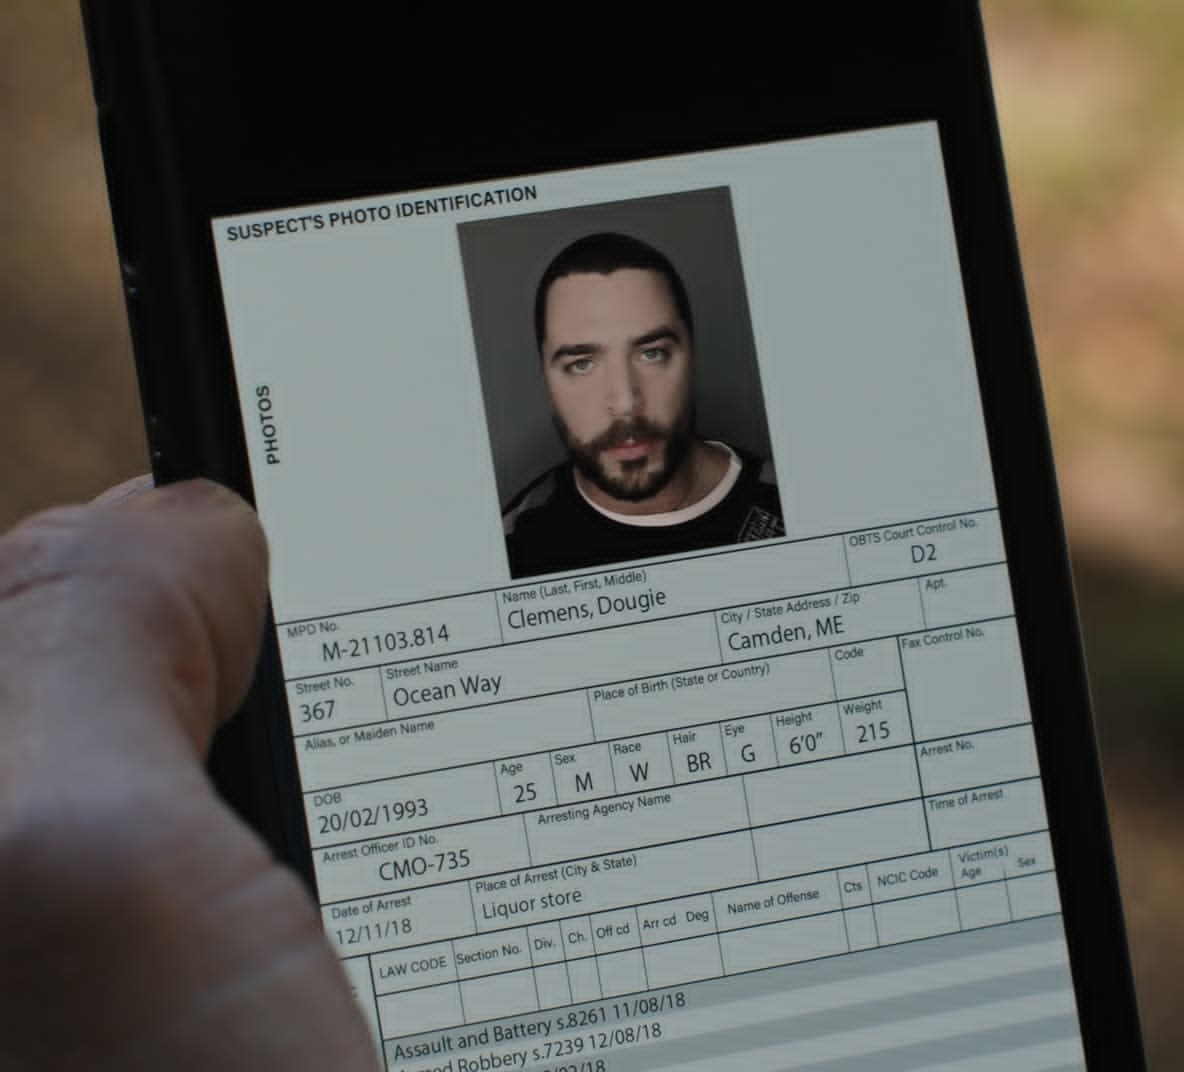 SUSPECT'S PHOTO IDENTIFICATION
PHOTOS
MPD No.
M-21103.814
Name (Last, First, Middle)
Clemens, Dougie
OBTS Court Control No.
D2
Street No.
367
Street Name
Ocean Way
City / State Address / Zip
Camden, ME
Apt.
Alias, or Maiden Name
Place of Birth (State or Country)
Code
Fax Control No.
DOB
20/02/1993
Age
25
Sex
M
Race
W
Hair
BR
Eye
G
Height
6'0"
Weight
215
Arrest Officer ID No.
CMO-735
Arresting Agency Name
Arrest No.
Date of Arrest
12/11/18
Place of Arrest (City & State)
Liquor store
Time of Arrest
LAW CODE
Section No.
Div.
Ch.
Off cd
Arr cd
Deg
Name of Offense
Cts
NCIC Code
Victim(s)
Age
Sex
Assault and Battery s.8261 11/08/18
Robbery s.7239 12/08/18